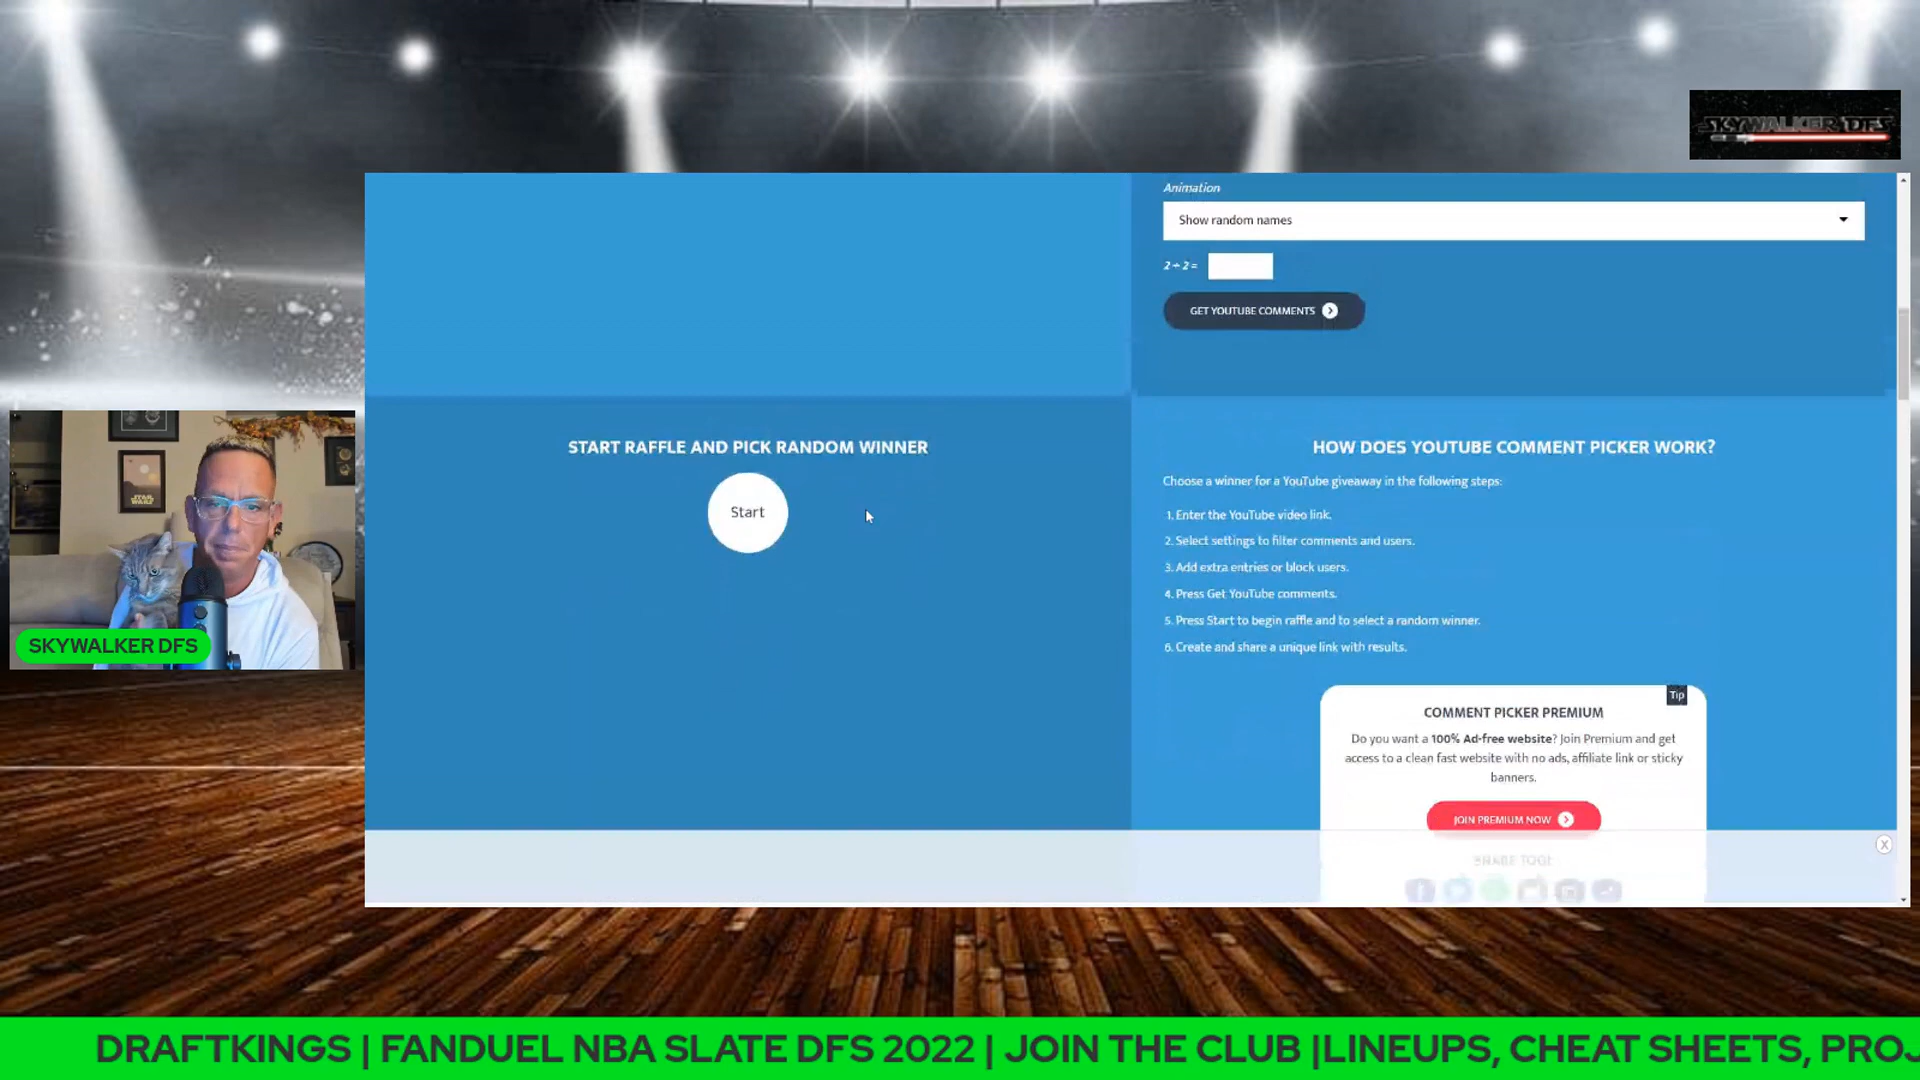 SKYWALKER DFS
Animation
Show random names
2 ÷ 2 =
GET YOUTUBE COMMENTS
START RAFFLE AND PICK RANDOM WINNER
Start
HOW DOES YOUTUBE COMMENT PICKER WORK?
Choose a winner for a YouTube giveaway in the following steps:
1. Enter the YouTube video link.
2. Select settings to filter comments and users.
3. Add extra entries or block users.
4. Press Get YouTube comments.
5. Press Start to begin raffle and to select a random winner.
6. Create and share a unique link with results.
Tip
COMMENT PICKER PREMIUM
Do you want a 100% Ad-free website? Join Premium and get
access to a clean fast website with no ads, affiliate link or sticky
banners.
JOIN PREMIUM NOW
X
STAR
WARS
SKYWALKER DFS
DRAFTKINGS | FANDUEL NBA SLATE DFS 2022 | JOIN THE CLUB |LINEUPS, CHEAT SHEETS, PROJ